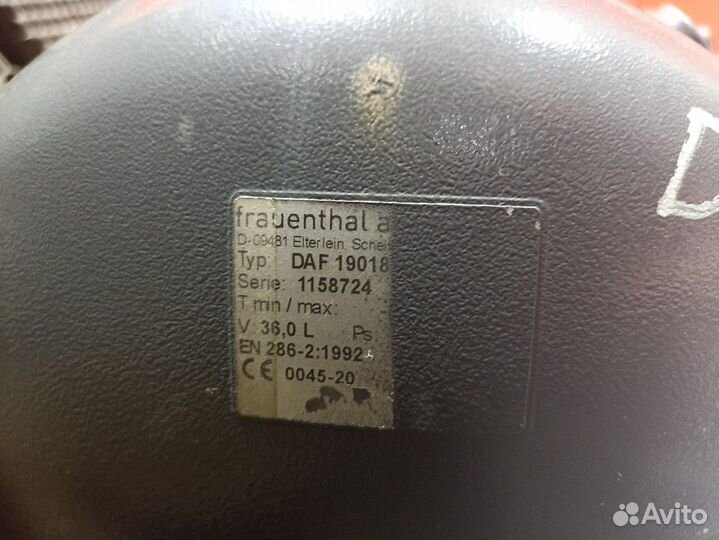 frauenthal a
D-09481 Elterlein, Schei
Typ: DAF 19018
Serie: 1158724
T min / max: -
V: 36,0 L Ps
EN 286-2:1992
CE 0045-20
D
Avito